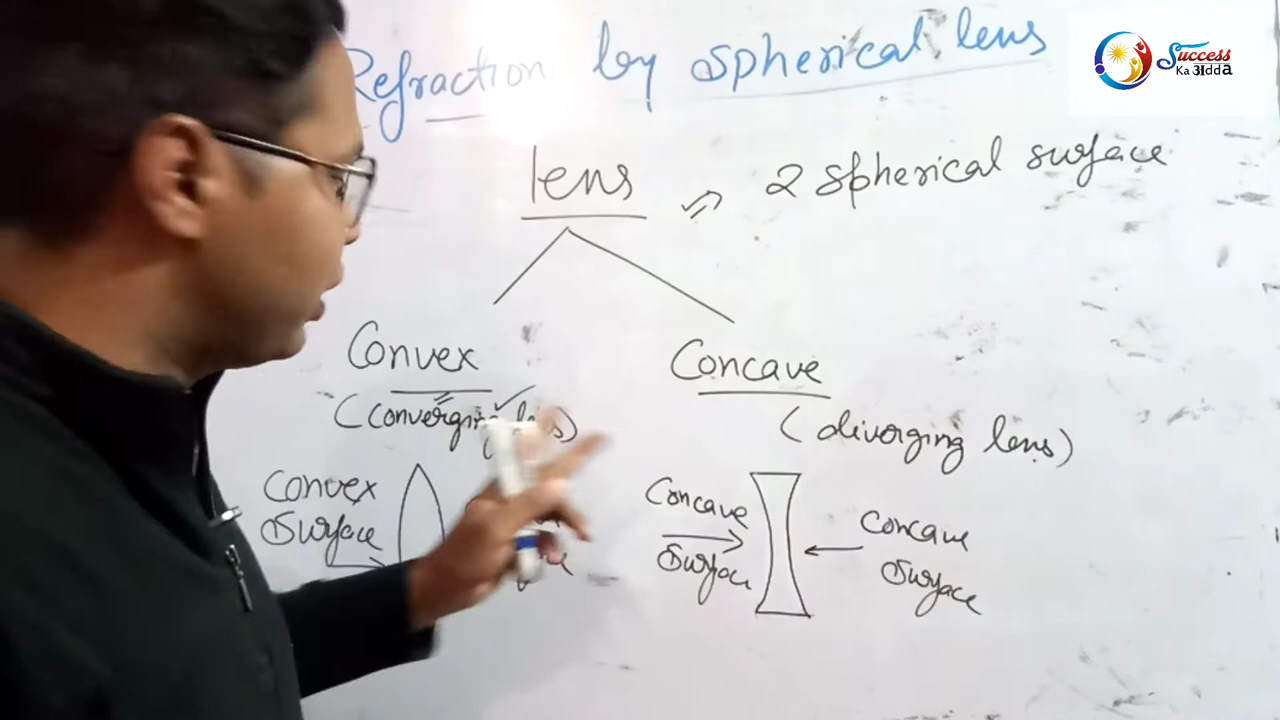 Refraction by spherical lens
Success
Ka अdda
lens 2 spherical surface
Convex Concave
(converging lens) (diverging lens)
Convex
Surface
Concave
Surface
Concave
Surface